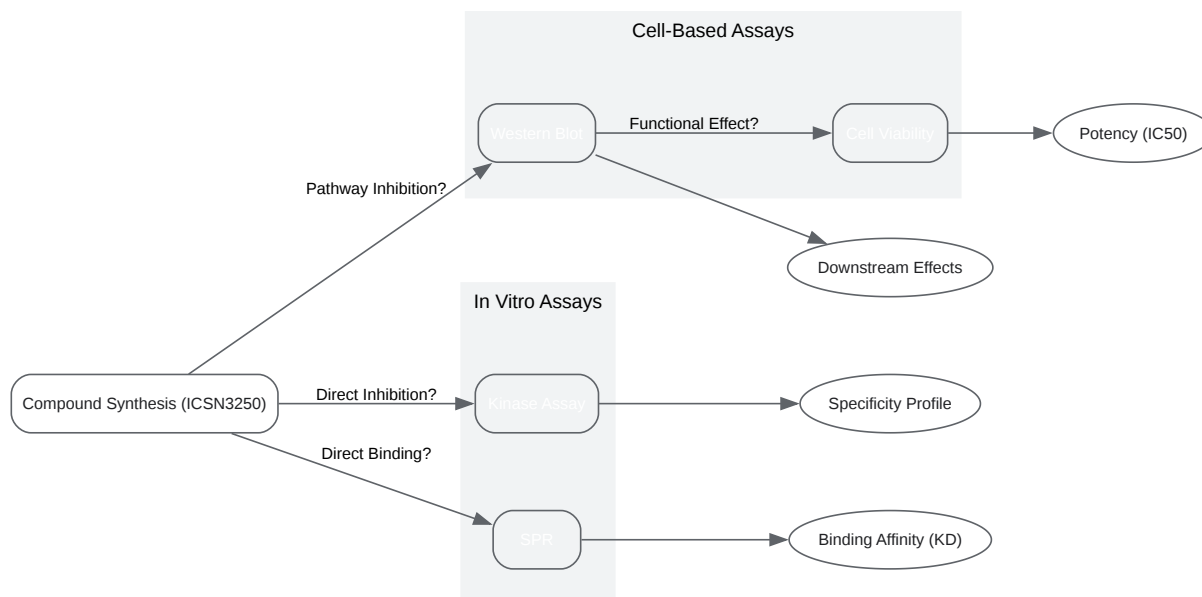 Cell-Based Assays
Western Blot
Functional Effect?
Cell Viability
Potency (IC50)
Pathway Inhibition?
Downstream Effects
In Vitro Assays
Compound Synthesis (ICSN3250)
Direct Inhibition?
Kinase Assay
Specificity Profile
Direct Binding?
SPR
Binding Affinity (KD)